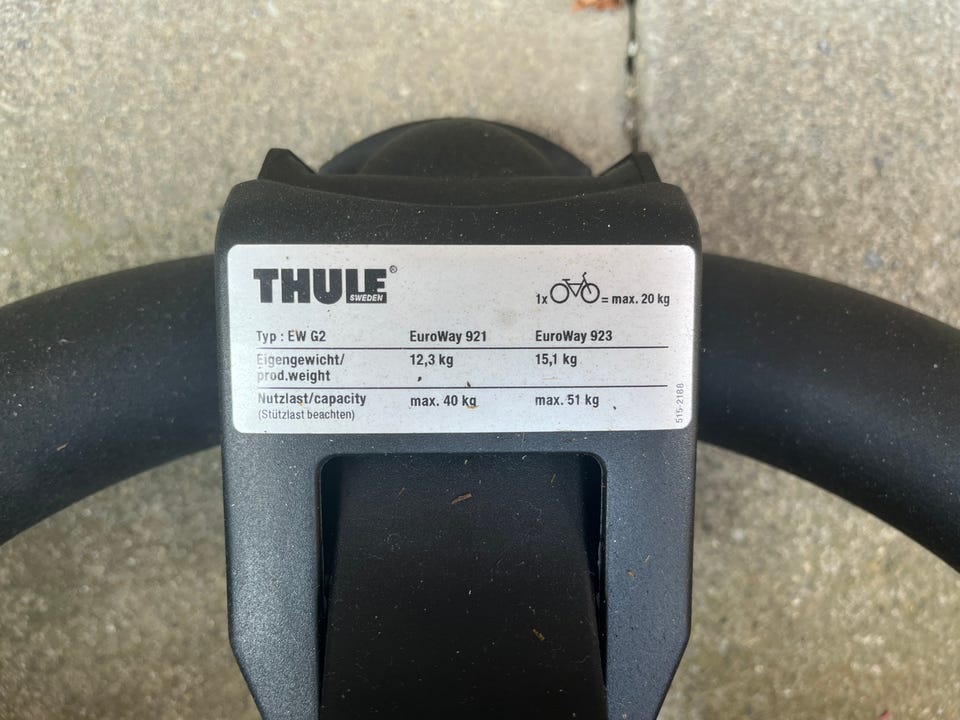 THULE®
SWEDEN
1x = max. 20 kg
Typ : EW G2 EuroWay 921 EuroWay 923
Eigengewicht/ 12,3 kg 15,1 kg
prod.weight
Nutzlast/capacity max. 40 kg max. 51 kg
(Stützlast beachten)
515-2188